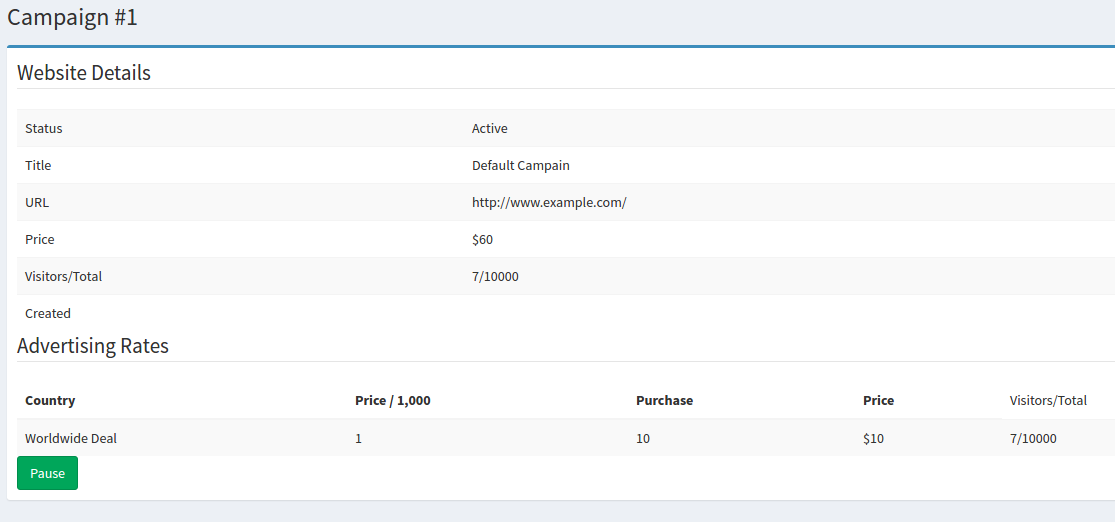 Campaign #1
Website Details
Status Active
Title Default Campain
URL http://www.example.com/
Price $60
Visitors/Total 7/10000
Created
Advertising Rates
Country Price / 1,000 Purchase Price Visitors/Total
Worldwide Deal 1 10 $10 7/10000
Pause